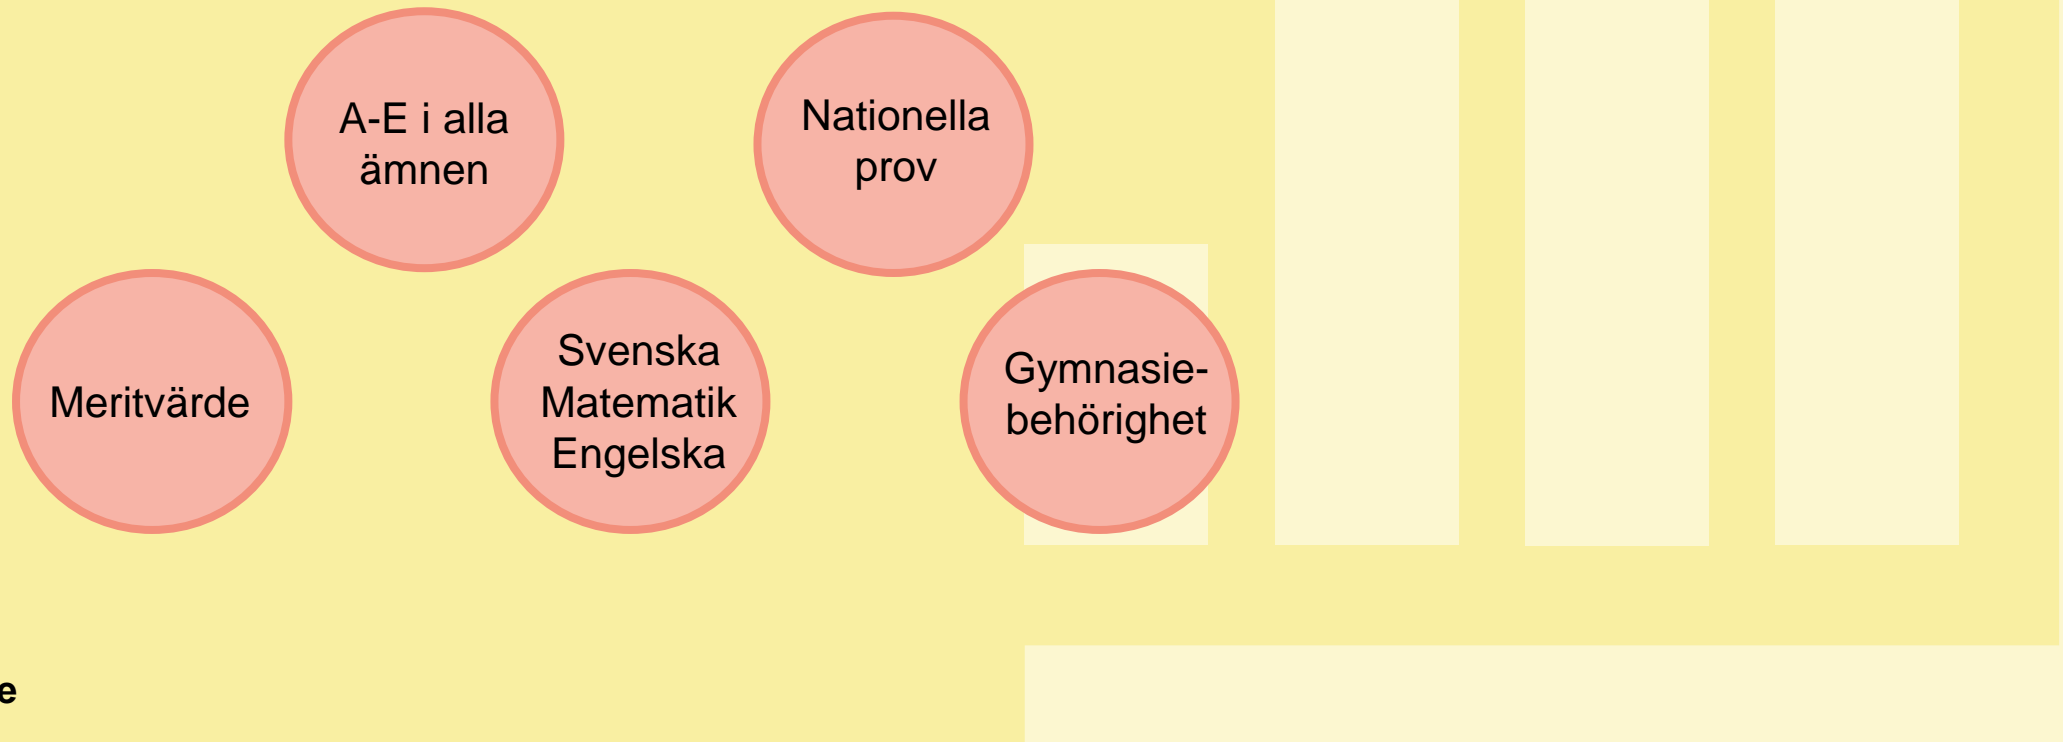 A-E i alla
ämnen
Nationella
prov
Meritvärde
Svenska
Matematik
Engelska
Gymnasie-
behörighet
e